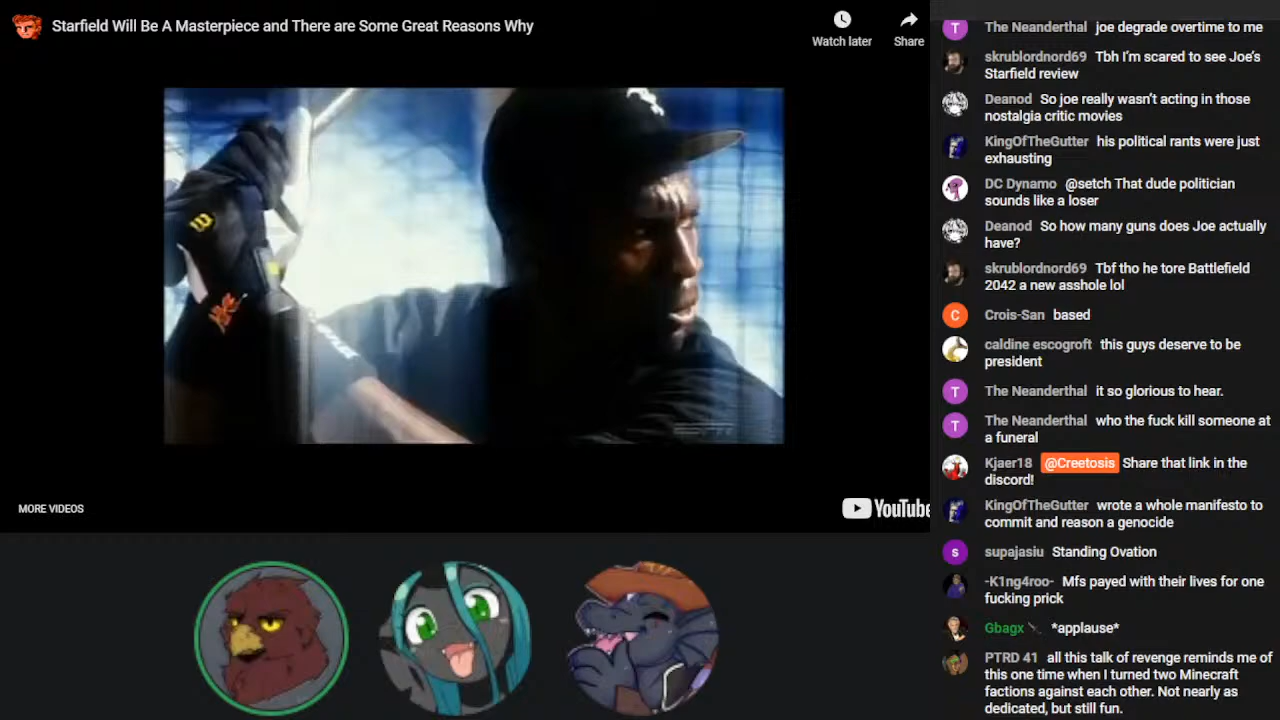 Starfield Will Be A Masterpiece and There are Some Great Reasons Why
Watch later
Share
MORE VIDEOS
YouTube
The Neanderthal joe degrade overtime to me
skrublordnord69 Tbh I'm scared to see Joe's
Starfield review
Deanod So joe really wasn't acting in those
nostalgia critic movies
KingOfTheGutter his political rants were just
exhausting
DC Dynamo @setch That dude politician
sounds like a loser
Deanod So how many guns does Joe actually
have?
skrublordnord69 Tbf tho he tore Battlefield
2042 a new asshole lol
Crois-San based
caldine escogroft this guys deserve to be
president
The Neanderthal it so glorious to hear.
The Neanderthal who the fuck kill someone at
a funeral
Kjaer18 @Creetosis Share that link in the
discord!
KingOfTheGutter wrote a whole manifesto to
commit and reason a genocide
supajasiu Standing Ovation
-K1ng4roo- Mfs payed with their lives for one
fucking prick
Gbagx *applause*
PTRD 41 all this talk of revenge reminds me of
this one time when I turned two Minecraft
factions against each other. Not nearly as
dedicated, but still fun.